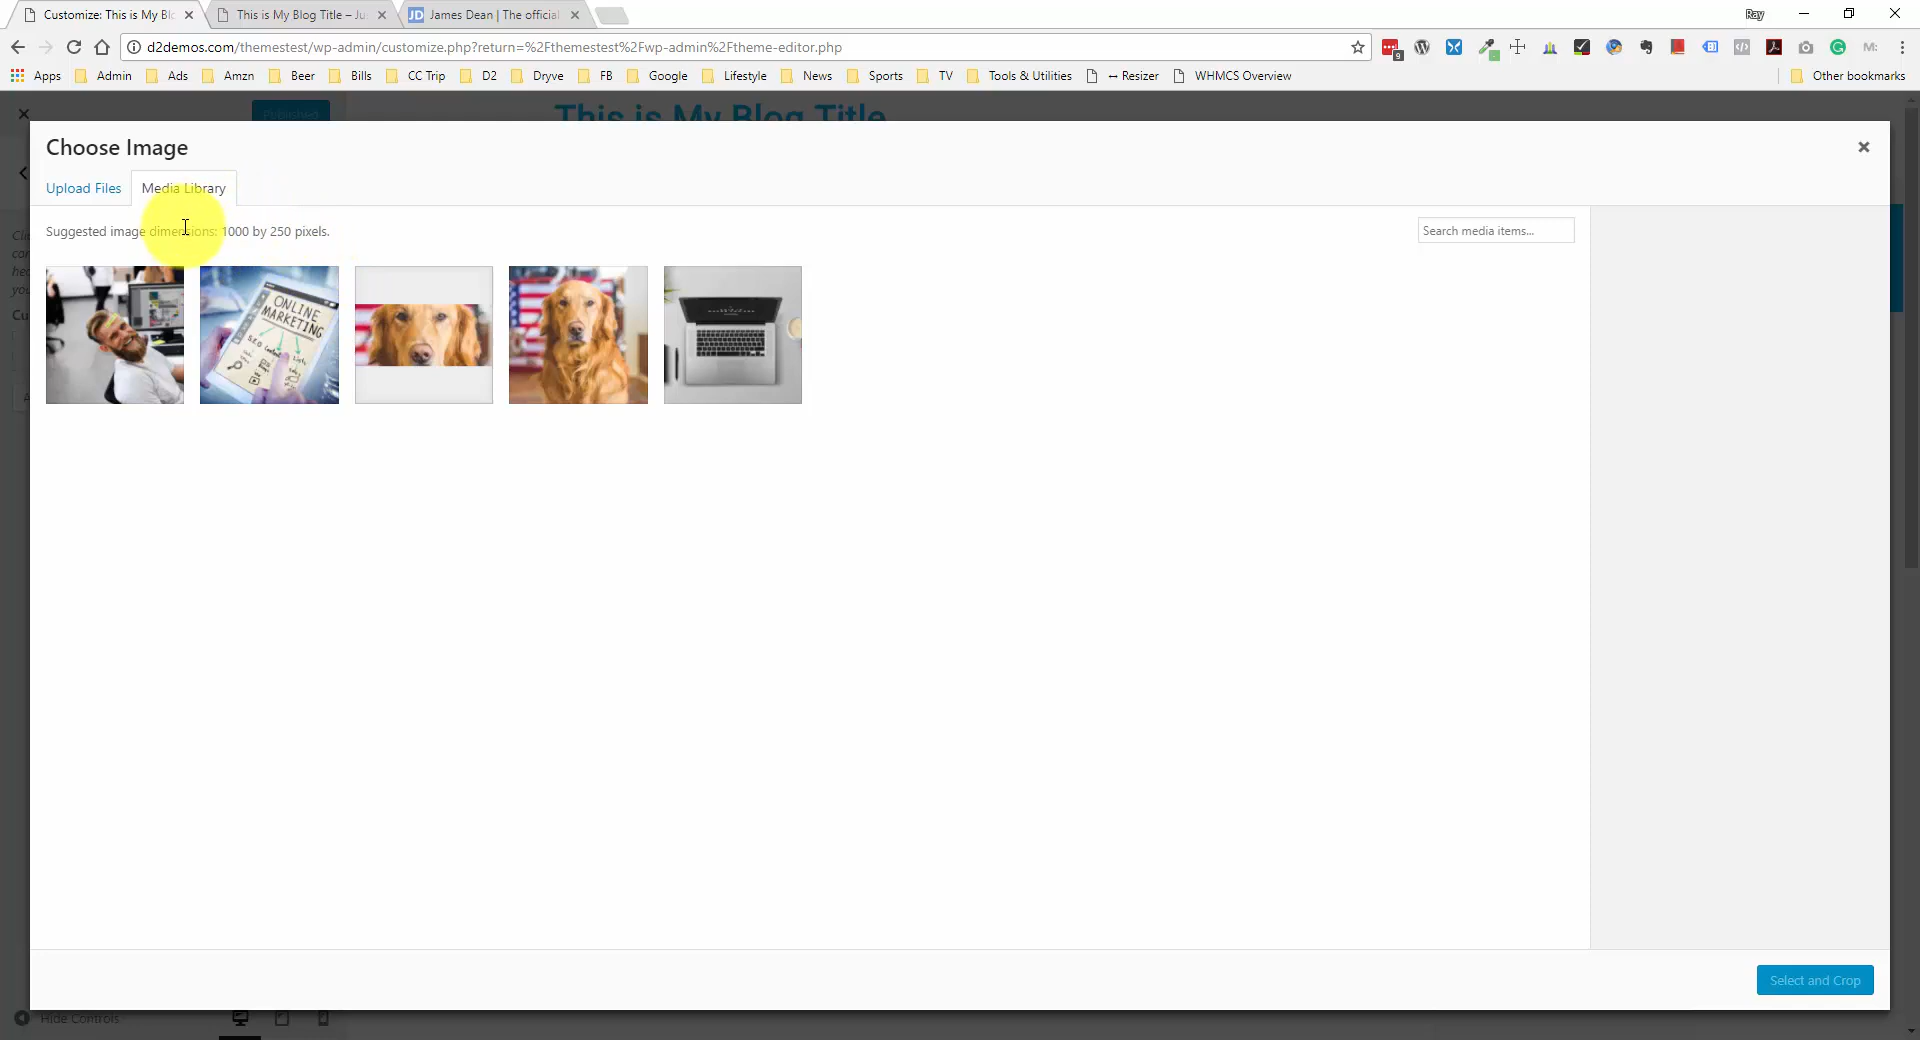 Customize: This is My Bl
This is My Blog Title – Ju
JD James Dean | The official
Ray
d2demos.com/themestest/wp-admin/customize.php?return=%2Fthemestest%2Fwp-admin%2Ftheme-editor.php
9
M:
Apps Admin Ads Amzn Beer Bills CC Trip D2 Dryve FB Google Lifestyle News Sports TV Tools & Utilities ↔ Resizer WHMCS Overview Other bookmarks
Published
This is My Blog Title
Choose Image
Upload Files Media Library
Suggested image dimensions: 1000 by 250 pixels.
Search media items...
ONLINE
MARKETING
Select and Crop
Hide Controls